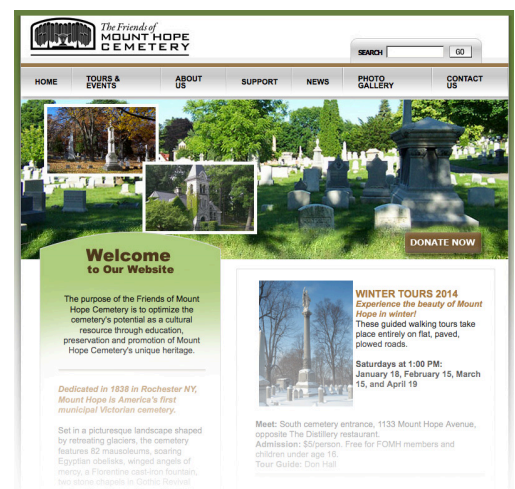 The Friends of
MOUNT HOPE
CEMETERY
SEARCH GO
HOME
TOURS &
EVENTS
ABOUT
US
SUPPORT
NEWS
PHOTO
GALLERY
CONTACT
US
DONATE NOW
Welcome
to Our Website
The purpose of the Friends of Mount
Hope Cemetery is to optimize the
cemetery's potential as a cultural
resource through education,
preservation and promotion of Mount
Hope Cemetery's unique heritage.
Dedicated in 1838 in Rochester NY,
Mount Hope is America's first
municipal Victorian cemetery.
Set in a picturesque landscape shaped
by retreating glaciers, the cemetery
features 82 mausoleums, soaring
Egyptian obelisks, winged angels of
mercy, a Florentine cast-iron fountain,
two stone chapels in Gothic Revival
WINTER TOURS 2014
Experience the beauty of Mount
Hope in winter!
These guided walking tours take
place entirely on flat, paved,
plowed roads.
Saturdays at 1:00 PM:
January 18, February 15, March
15, and April 19
Meet: South cemetery entrance, 1133 Mount Hope Avenue,
opposite The Distillery restaurant.
Admission: $5/person. Free for FOMH members and
children under age 16.
Tour Guide: Don Hall